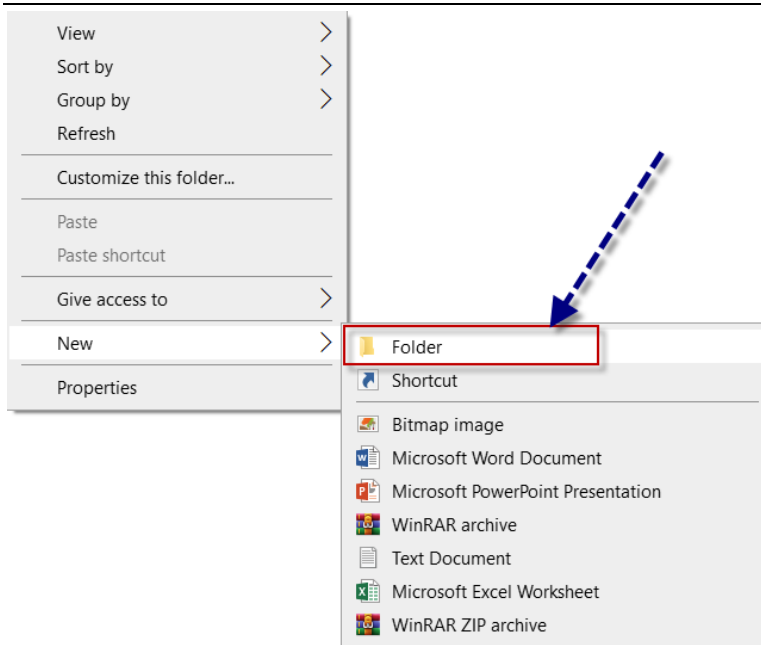 View
Sort by
Group by
Refresh
Customize this folder...
Paste
Paste shortcut
Give access to
New
Properties
Folder
Shortcut
Bitmap image
Microsoft Word Document
Microsoft PowerPoint Presentation
WinRAR archive
Text Document
Microsoft Excel Worksheet
WinRAR ZIP archive